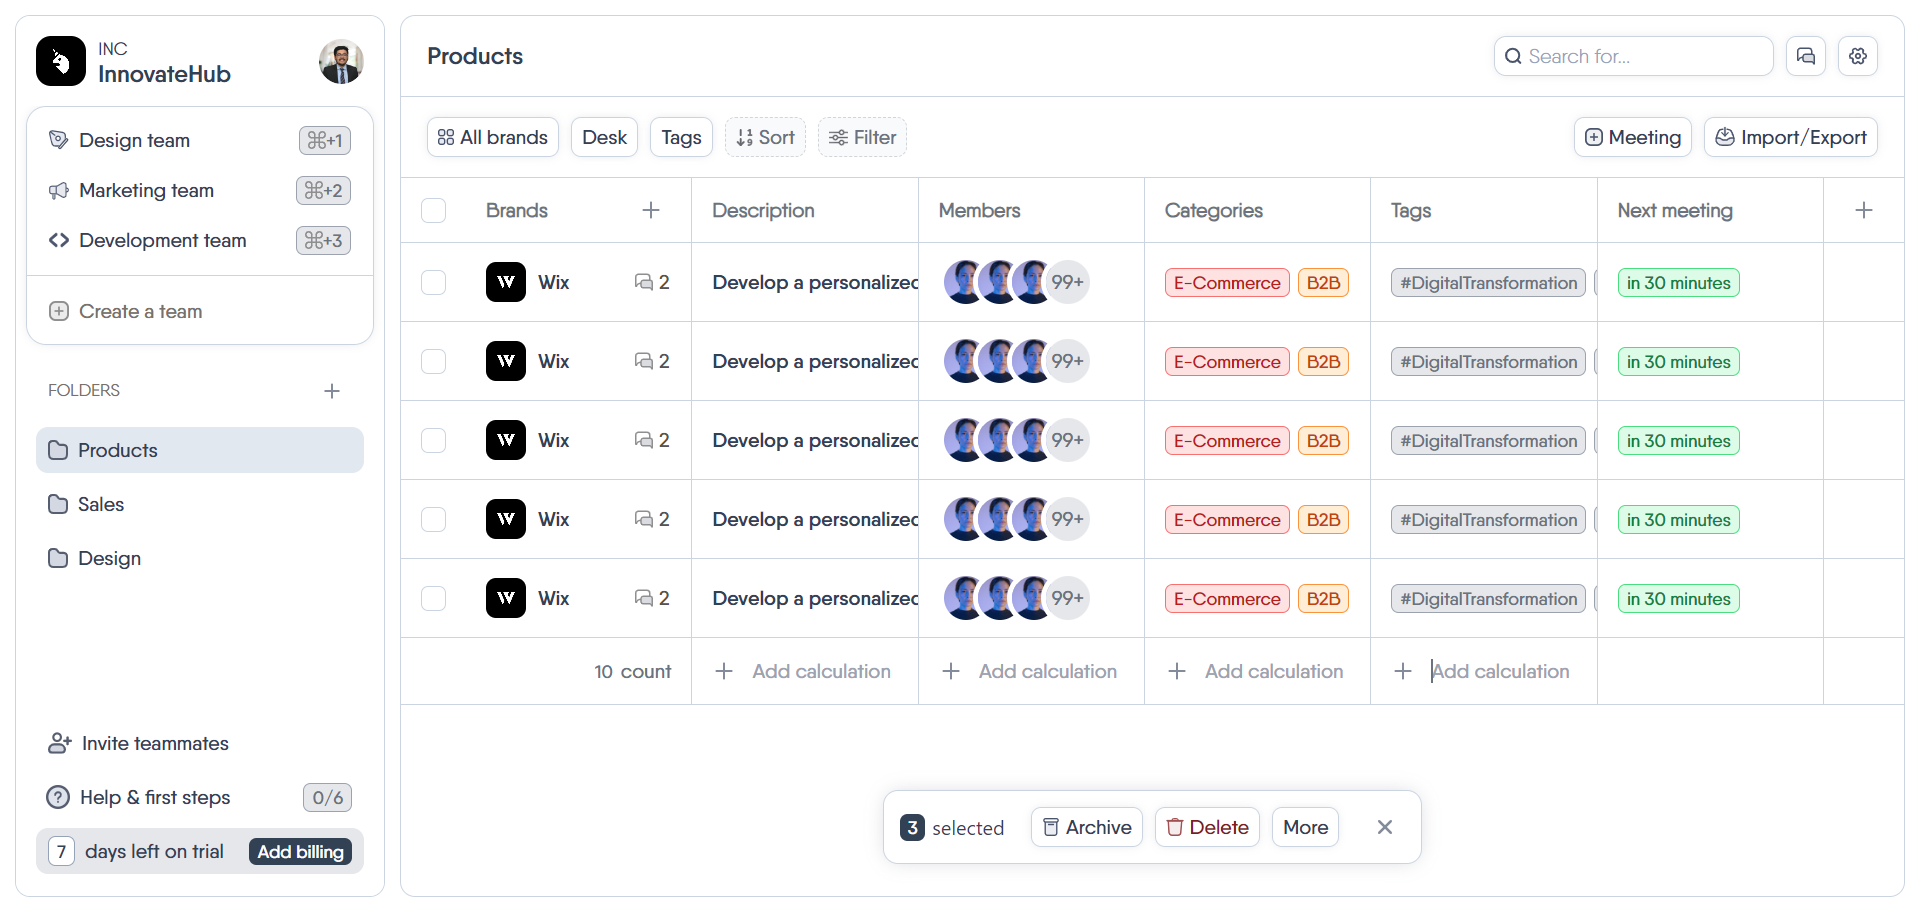 INC
InnovateHub
Design team ⌘+1
Marketing team ⌘+2
Development team ⌘+3
Create a team
FOLDERS
Products
Sales
Design
Invite teammates
Help & first steps 0/6
7 days left on trial Add billing
Products
Search for...
All brands Desk Tags Sort Filter Meeting Import/Export
Brands Description Members Categories Tags Next meeting
W Wix 2 Develop a personalized 99+ E-Commerce B2B #DigitalTransformation in 30 minutes
W Wix 2 Develop a personalized 99+ E-Commerce B2B #DigitalTransformation in 30 minutes
W Wix 2 Develop a personalized 99+ E-Commerce B2B #DigitalTransformation in 30 minutes
W Wix 2 Develop a personalized 99+ E-Commerce B2B #DigitalTransformation in 30 minutes
W Wix 2 Develop a personalized 99+ E-Commerce B2B #DigitalTransformation in 30 minutes
10 count Add calculation Add calculation Add calculation Add calculation
3 selected Archive Delete More